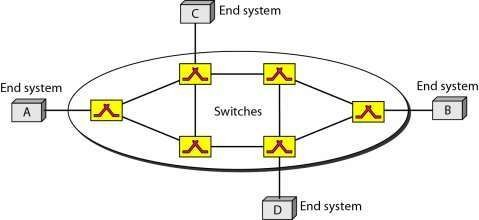 C
End system
End system
A
Switches
End system
B
D
End system